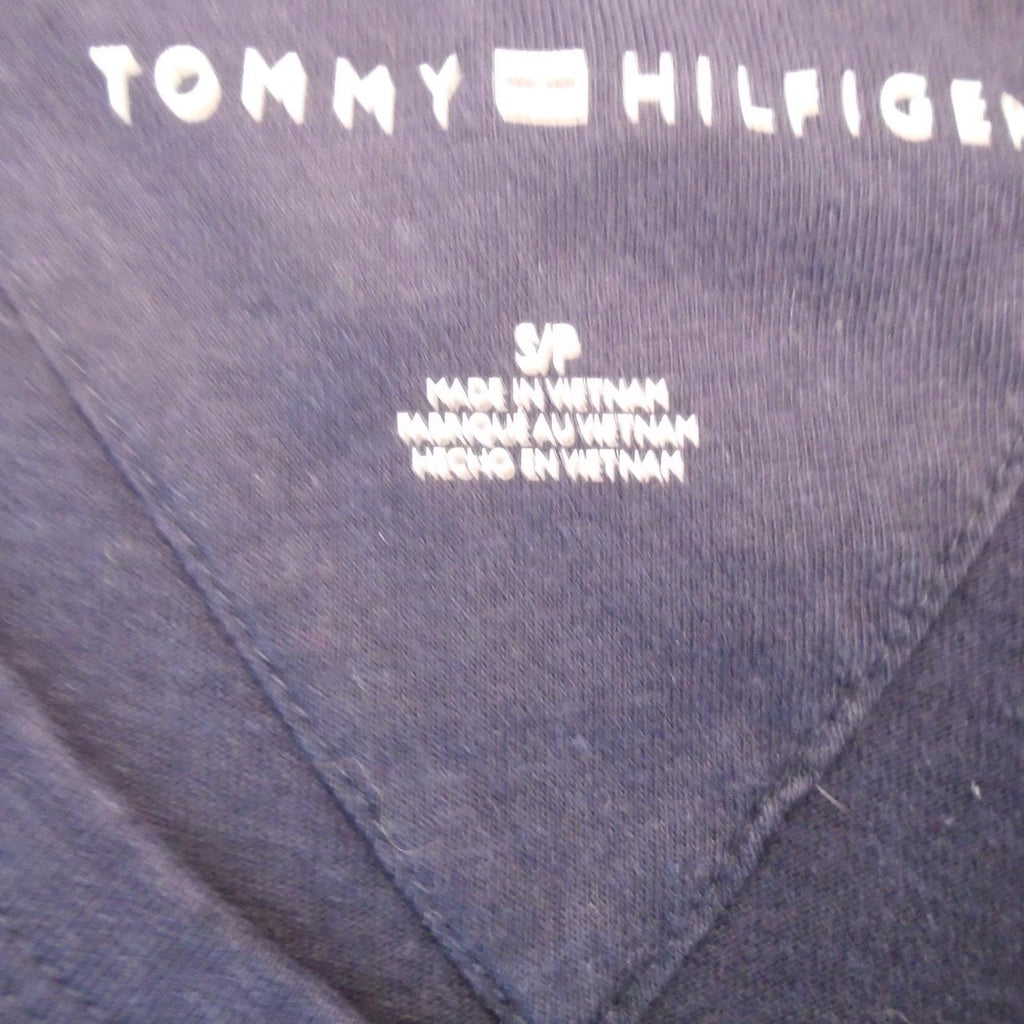 TOMMY HILFIGER
S/P
MADE IN VIETNAM
FABRIQUÉ AU VIETNAM
HECHO EN VIETNAM